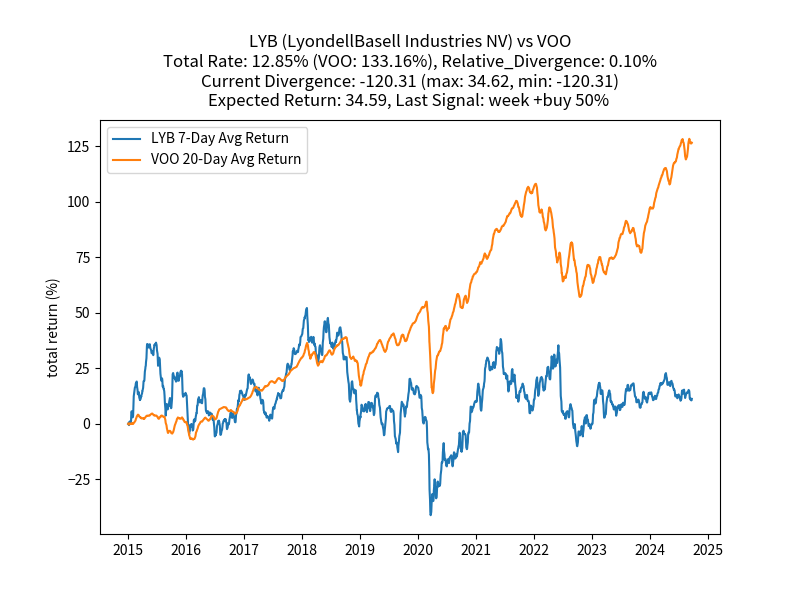 LYB (LyondellBasell Industries NV) vs VOO
Total Rate: 12.85% (VOO: 133.16%), Relative_Divergence: 0.10%
Current Divergence: -120.31 (max: 34.62, min: -120.31)
Expected Return: 34.59, Last Signal: week +buy 50%
LYB 7-Day Avg Return
VOO 20-Day Avg Return
total return (%)
125
100
75
50
25
0
−25
2015 2016 2017 2018 2019 2020 2021 2022 2023 2024 2025